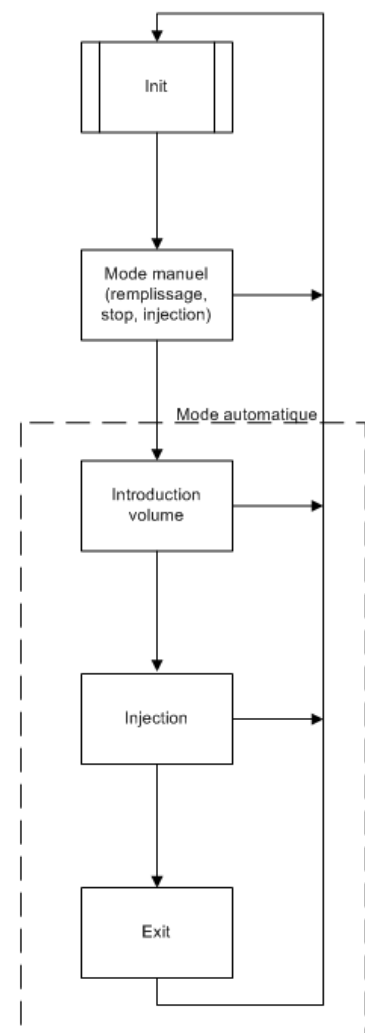 Init
Mode manuel
(remplissage,
stop, injection)
Mode automatique
Introduction
volume
Injection
Exit